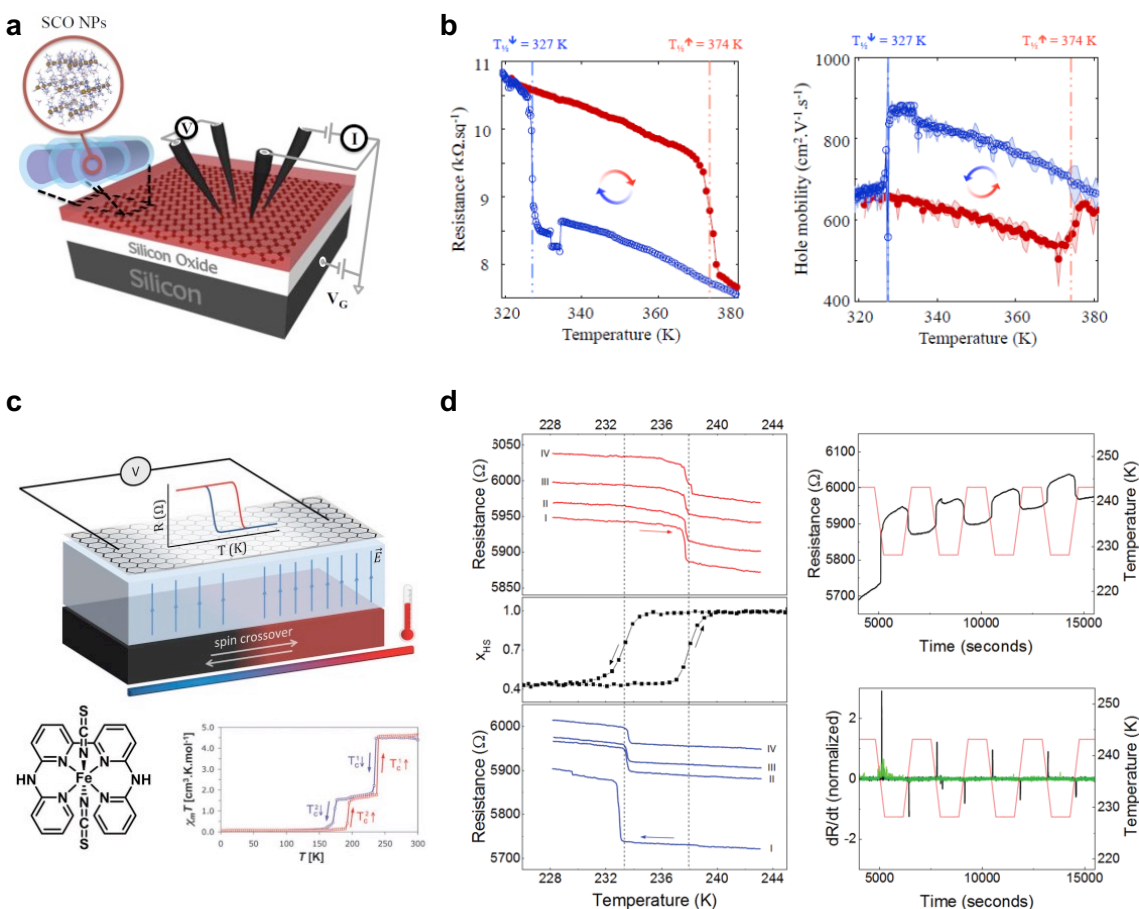 a
SCO NPs
V
I
Silicon Oxide
Silicon
V_G
b
T½↓ = 327 K
T½↑ = 374 K
Resistance (kΩ.sq⁻¹)
11
10
9
8
320 340 360 380
Temperature (K)
T½↓ = 327 K
T½↑ = 374 K
Hole mobility (cm².V⁻¹.s⁻¹)
1000
800
600
400
320 340 360 380
Temperature (K)
c
V
R (Ω)
T (K)
E
spin crossover
S
C
N
N N
HN Fe NH
N N
N
C
S
χmT [cm³.K.mol⁻¹]
5.0
4.0
3.0
2.0
1.0
0.0
T_C¹↓
T_C¹↑
T_C²↓
T_C²↑
0 50 100 150 200 250 300
T [K]
d
228 232 236 240 244
Resistance (Ω)
6050
6000
5950
5900
5850
IV
III
II
I
x_HS
1.0
0.7
0.4
Resistance (Ω)
6000
5900
5800
5700
IV
III
II
I
228 232 236 240 244
Temperature (K)
Resistance (Ω)
6100
6000
5900
5800
5700
250
240
230
220
Temperature (K)
5000 10000 15000
Time (seconds)
dR/dt (normalized)
2
0
-2
250
240
230
220
Temperature (K)
5000 10000 15000
Time (seconds)